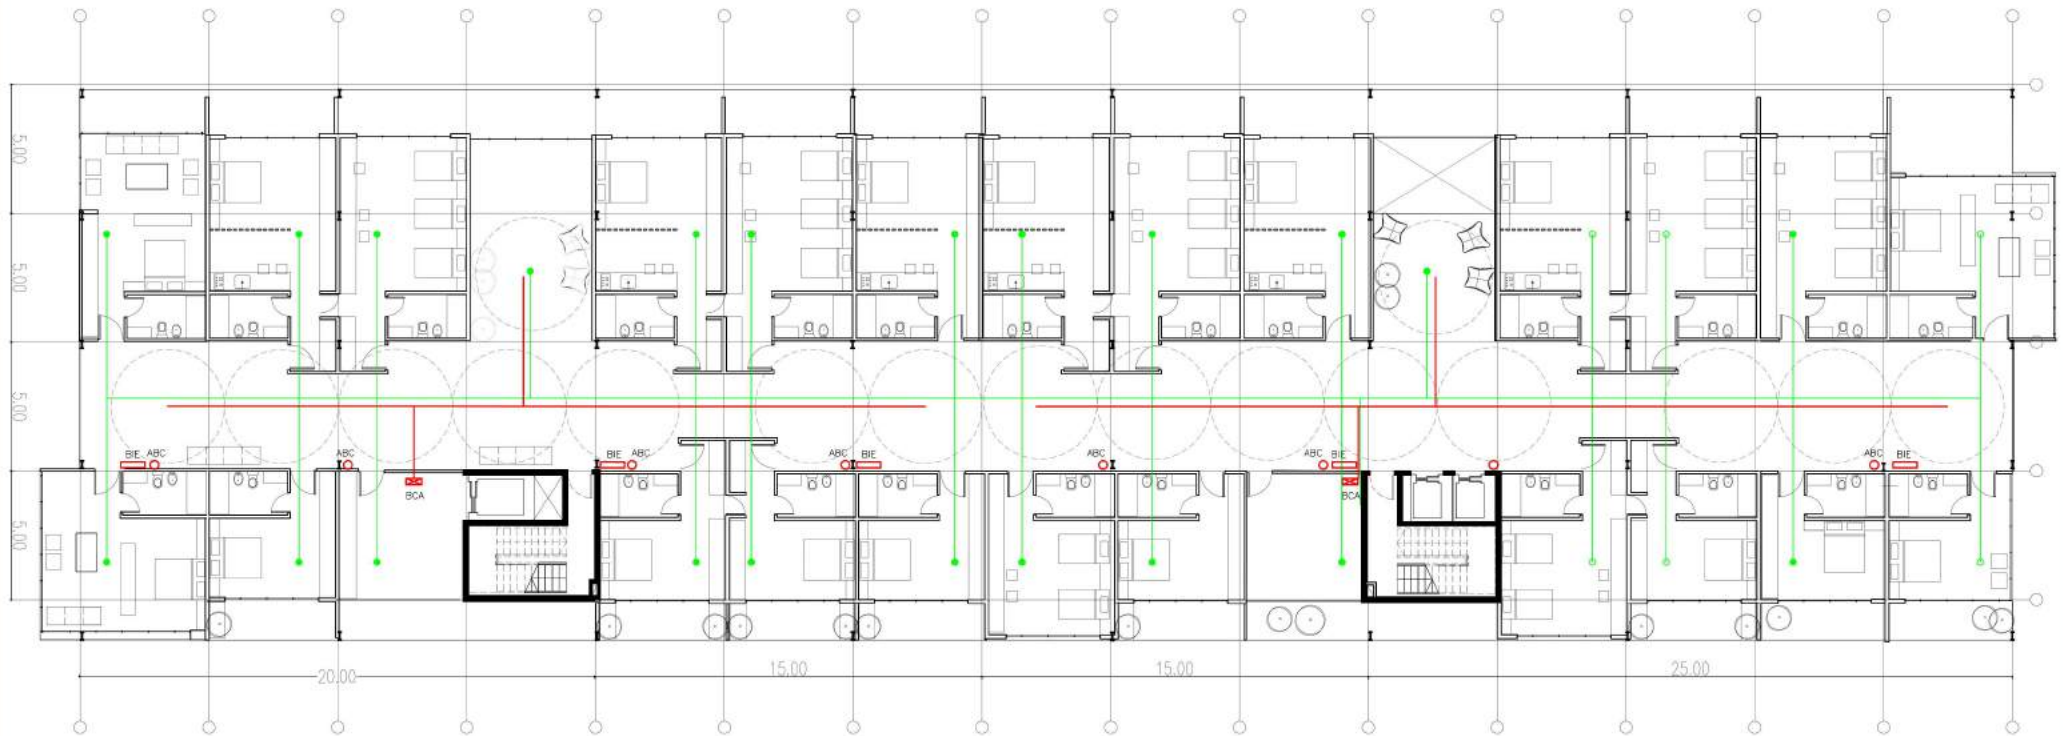 5.00
5.00
5.00
5.00
BIE ABC
ABC
BIE ABC
ABC BIE
ABC
ABC BIE
ABC BIE
BCA
BCA
20.00
15.00
15.00
25.00